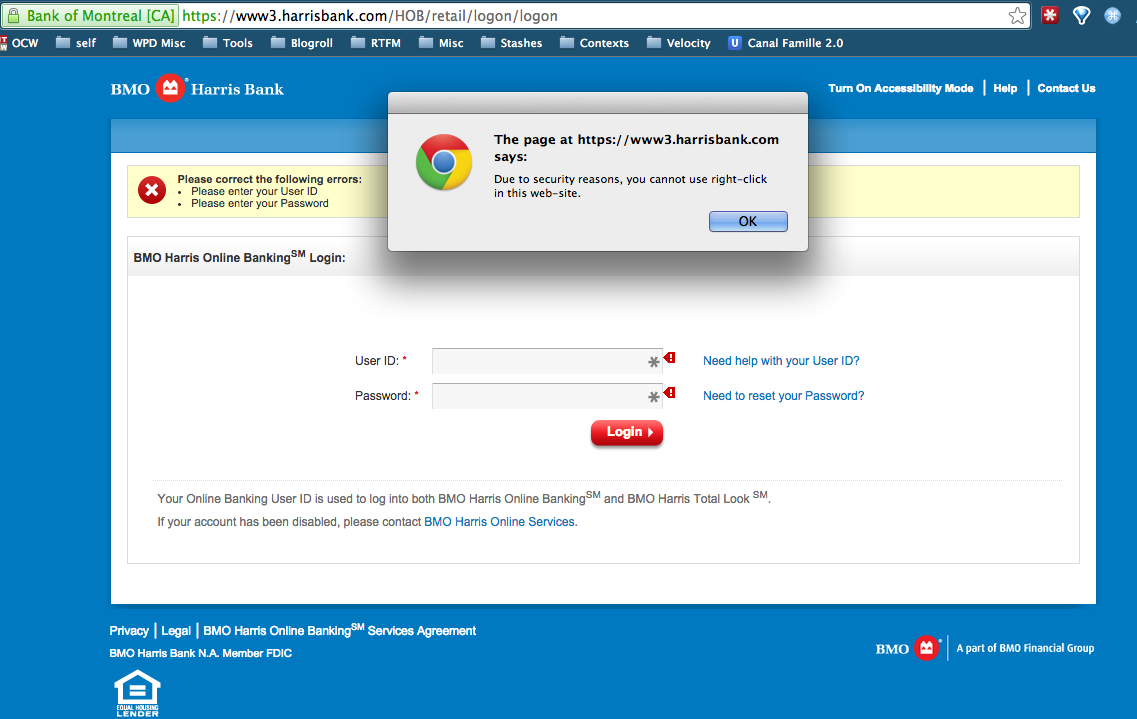 Bank of Montreal [CA] https://www3.harrisbank.com/HOB/retail/logon/logon
OCW self WPD Misc Tools Blogroll RTFM Misc Stashes Contexts Velocity U Canal Famille 2.0
BMO Harris Bank
Turn On Accessibility Mode | Help | Contact Us
The page at https://www3.harrisbank.com
says:
Due to security reasons, you cannot use right-click
in this web-site.
OK
Please correct the following errors:
• Please enter your User ID
• Please enter your Password
BMO Harris Online Banking℠ Login:
User ID: * Need help with your User ID?
Password: * Need to reset your Password?
Login
Your Online Banking User ID is used to log into both BMO Harris Online Banking℠ and BMO Harris Total Look ℠.
If your account has been disabled, please contact BMO Harris Online Services.
Privacy | Legal | BMO Harris Online Banking℠ Services Agreement
BMO Harris Bank N.A. Member FDIC
BMO | A part of BMO Financial Group
EQUAL HOUSING
LENDER